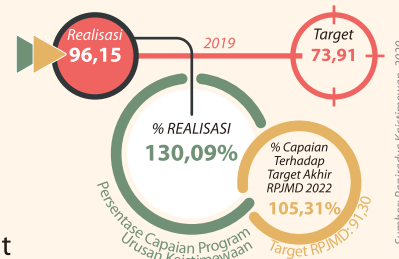 Realisasi
96,15
2019
Target
73,91
% REALISASI
130,09%
% Capaian
Terhadap
Target Akhir
RPJMD 2022
105,31%
Target RPJMD: 91,30
Persentase Capaian Program
Urusan Keistimewaan
t